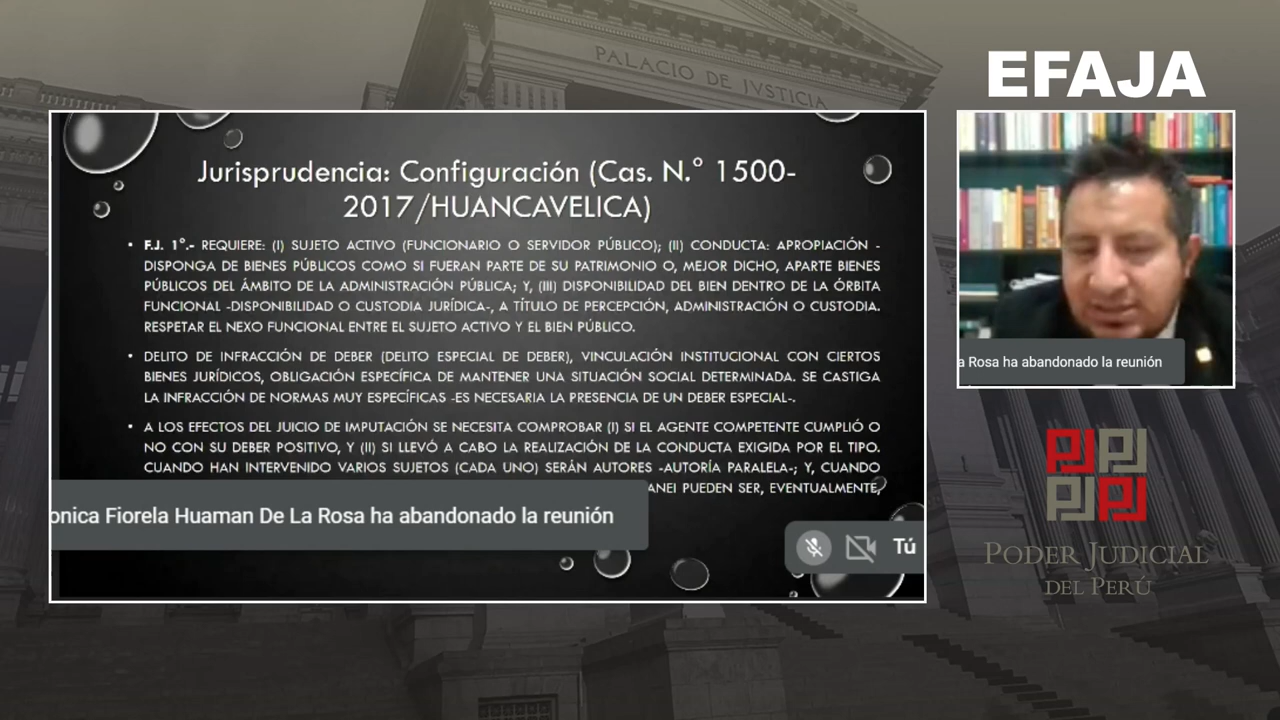 PALACIO DE JUSTICIA
EFAJA
Jurisprudencia: Configuración (Cas. N.° 1500-
2017/HUANCAVELICA)
• F.J. 1°.- REQUIERE: (I) SUJETO ACTIVO (FUNCIONARIO O SERVIDOR PÚBLICO); (II) CONDUCTA: APROPIACIÓN -
DISPONGA DE BIENES PÚBLICOS COMO SI FUERAN PARTE DE SU PATRIMONIO O, MEJOR DICHO, APARTE BIENES
PÚBLICOS DEL ÁMBITO DE LA ADMINISTRACIÓN PÚBLICA; Y, (III) DISPONIBILIDAD DEL BIEN DENTRO DE LA ÓRBITA
FUNCIONAL -DISPONIBILIDAD O CUSTODIA JURÍDICA-, A TÍTULO DE PERCEPCIÓN, ADMINISTRACIÓN O CUSTODIA.
RESPETAR EL NEXO FUNCIONAL ENTRE EL SUJETO ACTIVO Y EL BIEN PÚBLICO.
• DELITO DE INFRACCIÓN DE DEBER (DELITO ESPECIAL DE DEBER), VINCULACIÓN INSTITUCIONAL CON CIERTOS
BIENES JURÍDICOS, OBLIGACIÓN ESPECÍFICA DE MANTENER UNA SITUACIÓN SOCIAL DETERMINADA. SE CASTIGA
LA INFRACCIÓN DE NORMAS MUY ESPECÍFICAS -ES NECESARIA LA PRESENCIA DE UN DEBER ESPECIAL-.
• A LOS EFECTOS DEL JUICIO DE IMPUTACIÓN SE NECESITA COMPROBAR (I) SI EL AGENTE COMPETENTE CUMPLIÓ O
NO CON SU DEBER POSITIVO, Y (II) SI LLEVÓ A CABO LA REALIZACIÓN DE LA CONDUCTA EXIGIDA POR EL TIPO.
CUANDO HAN INTERVENIDO VARIOS SUJETOS (CADA UNO) SERÁN AUTORES -AUTORÍA PARALELA-; Y, CUANDO
PUEDEN SER, EVENTUALMENTE,
onica Fiorela Huaman De La Rosa ha abandonado la reunión
Tú
a Rosa ha abandonado la reunión
PJ PJ
PJ PJ
PODER JUDICIAL
DEL PERÚ